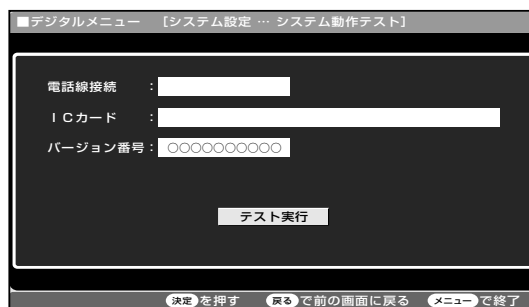 ■デジタルメニュー [システム設定 … システム動作テスト]
電話線接続 :
ICカード :
バージョン番号: ○○○○○○○○○○
テスト実行
決定を押す 戻るで前の画面に戻る メニューで終了